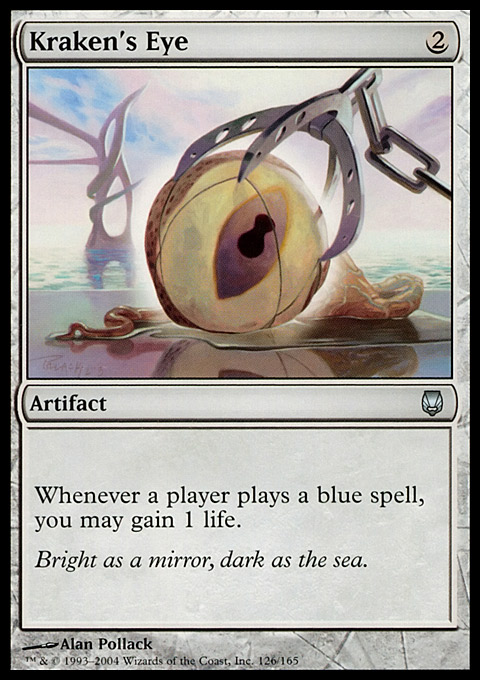 Kraken's Eye 2
Artifact
Whenever a player plays a blue spell,
you may gain 1 life.
Bright as a mirror, dark as the sea.
Alan Pollack
™ & © 1993–2004 Wizards of the Coast, Inc. 126/165